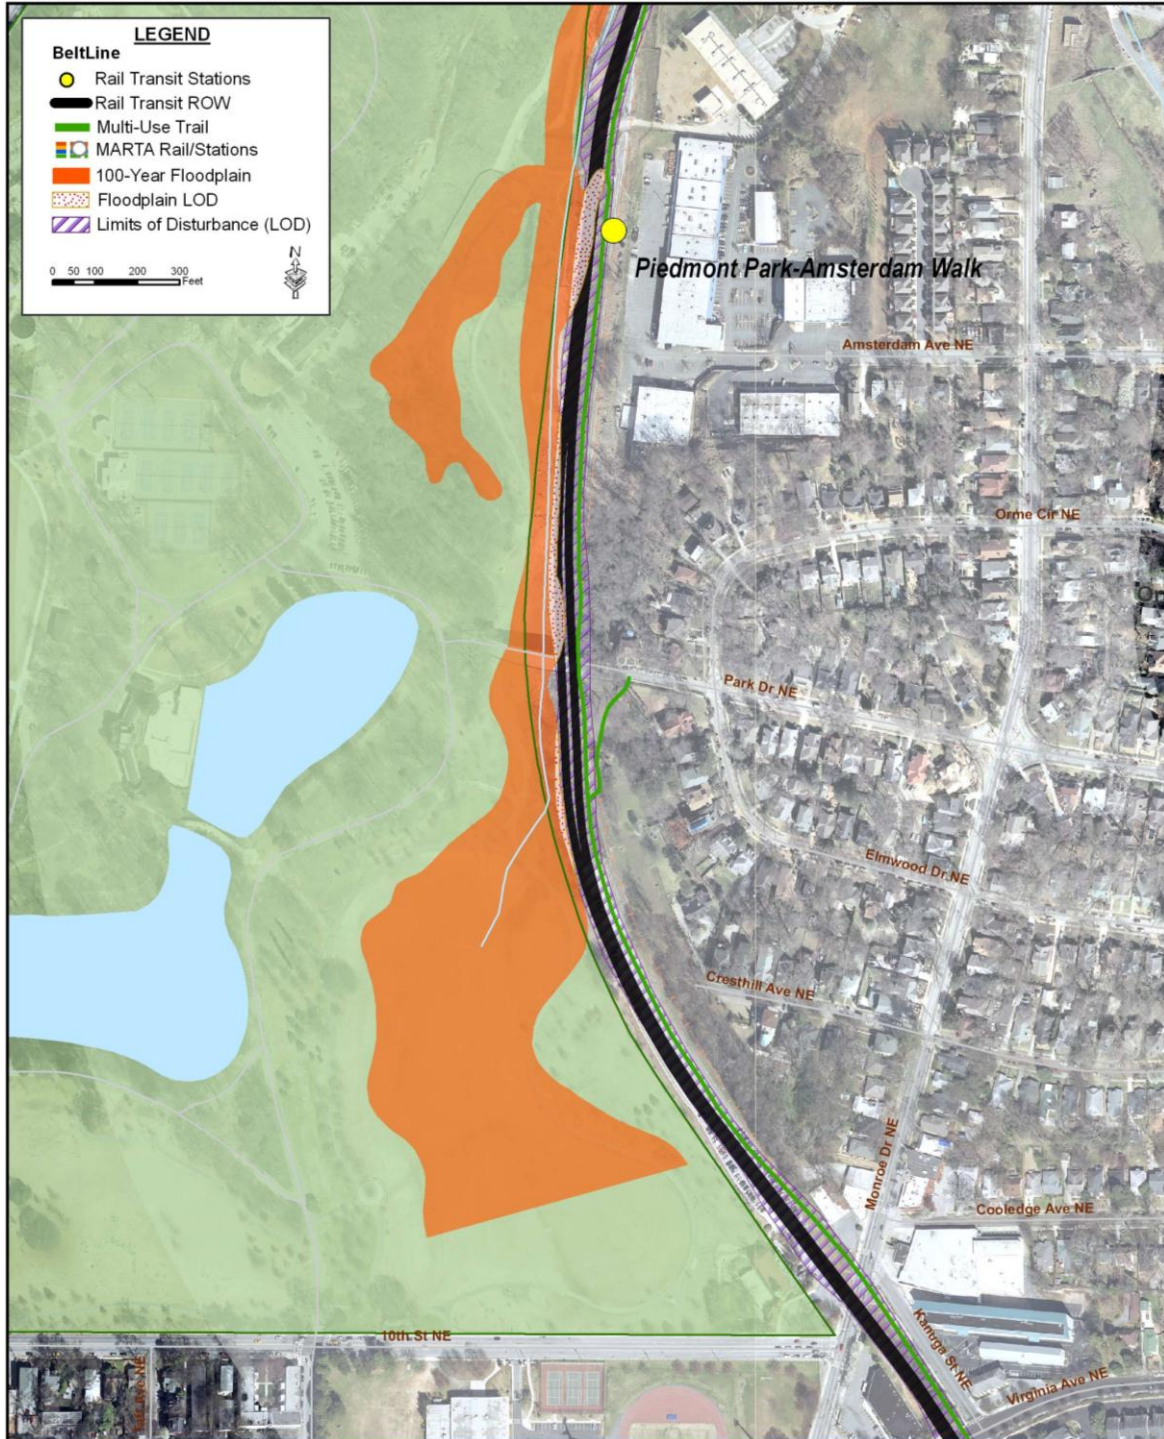 LEGEND
BeltLine
Rail Transit Stations
Rail Transit ROW
Multi-Use Trail
MARTA Rail/Stations
100-Year Floodplain
Floodplain LOD
Limits of Disturbance (LOD)
N
0 50 100 200 300
Feet
Piedmont Park-Amsterdam Walk
Amsterdam Ave NE
Orme Cir NE
Park Dr NE
Elmwood Dr NE
Cresthill Ave NE
Monroe Dr NE
Cooledge Ave NE
10th St NE
Kanuga St NE
Virginia Ave NE